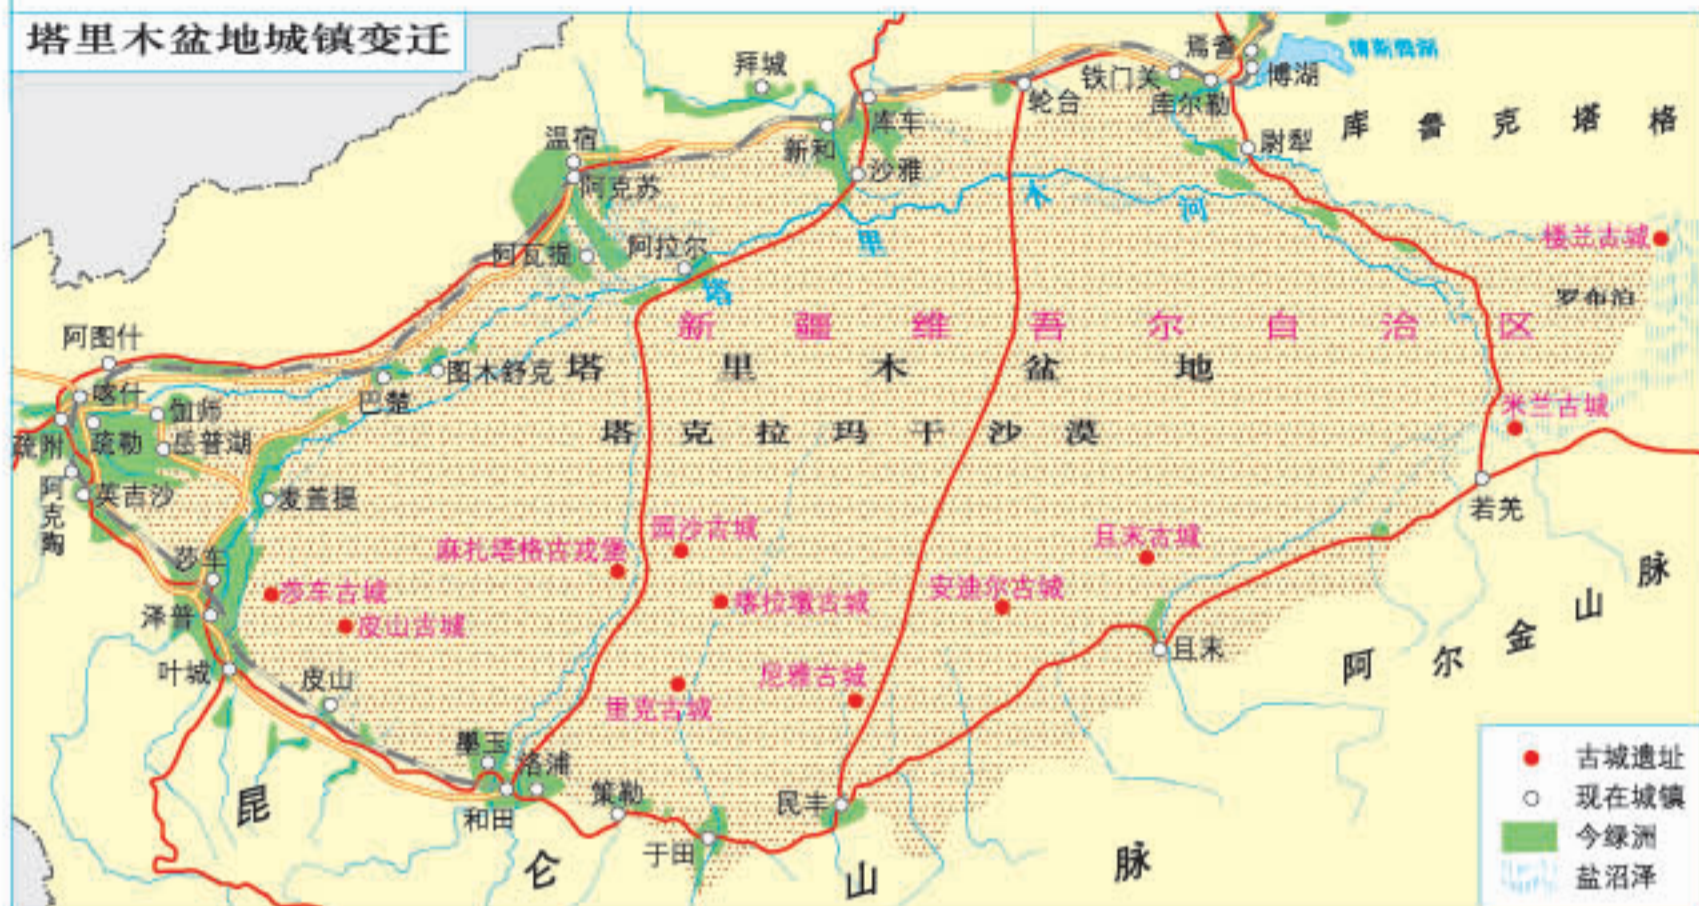 塔里木盆地城镇变迁
焉耆
博湖
拜城
铁门关
库尔勒
轮台
库车
库鲁克塔格
温宿
新和
尉犁
沙雅
阿克苏
木
河
里
楼兰古城
阿瓦提
阿拉尔
塔
罗布泊
新疆维吾尔自治区
阿图什
塔里木盆地
图木舒克
喀什
巴楚
伽师
米兰古城
塔克拉玛干沙漠
疏附
疏勒
岳普湖
阿克陶
英吉沙
麦盖提
若羌
圆沙古城
且末古城
麻扎塔格古戍堡
莎车
莎车古城
安迪尔古城
喀拉墩古城
泽普
皮山古城
阿尔金山脉
且末
叶城
皮山
尼雅古城
里克古城
墨玉
洛浦
策勒
民丰
和田
于田
昆仑山脉
古城遗址
现在城镇
今绿洲
盐沼泽